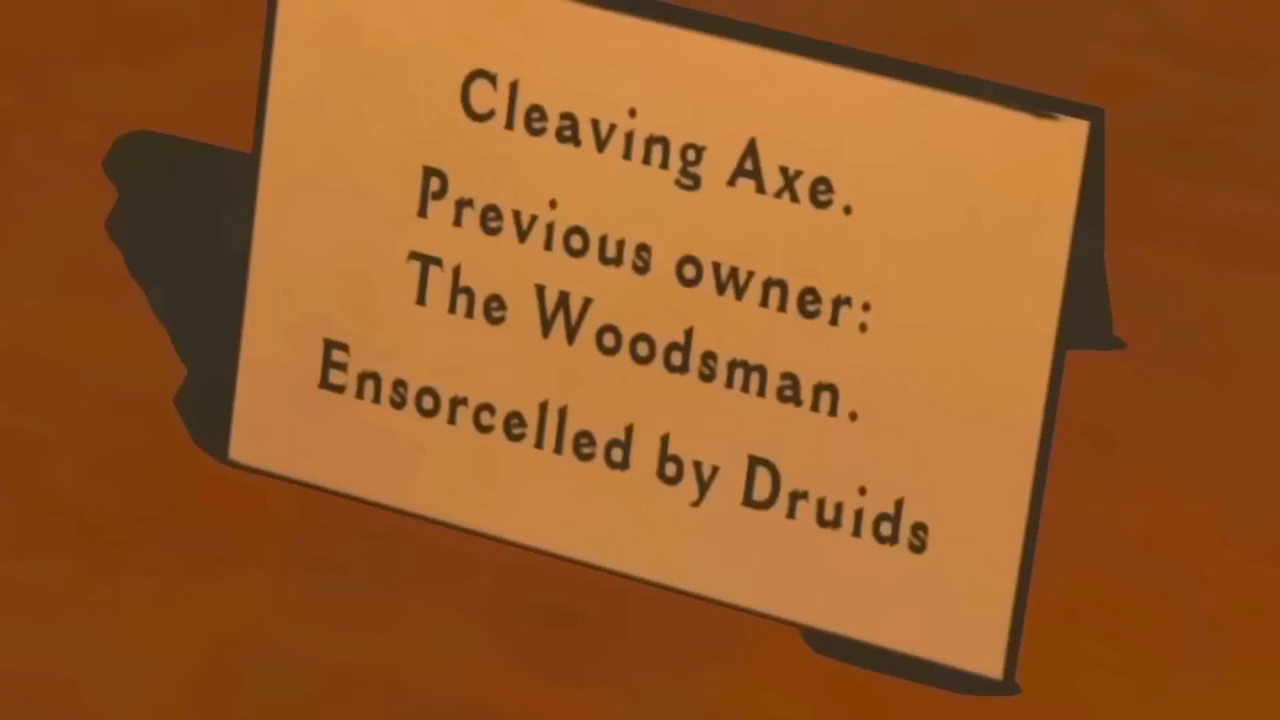 Cleaving Axe.
Previous owner:
The Woodsman.
Ensorcelled by Druids